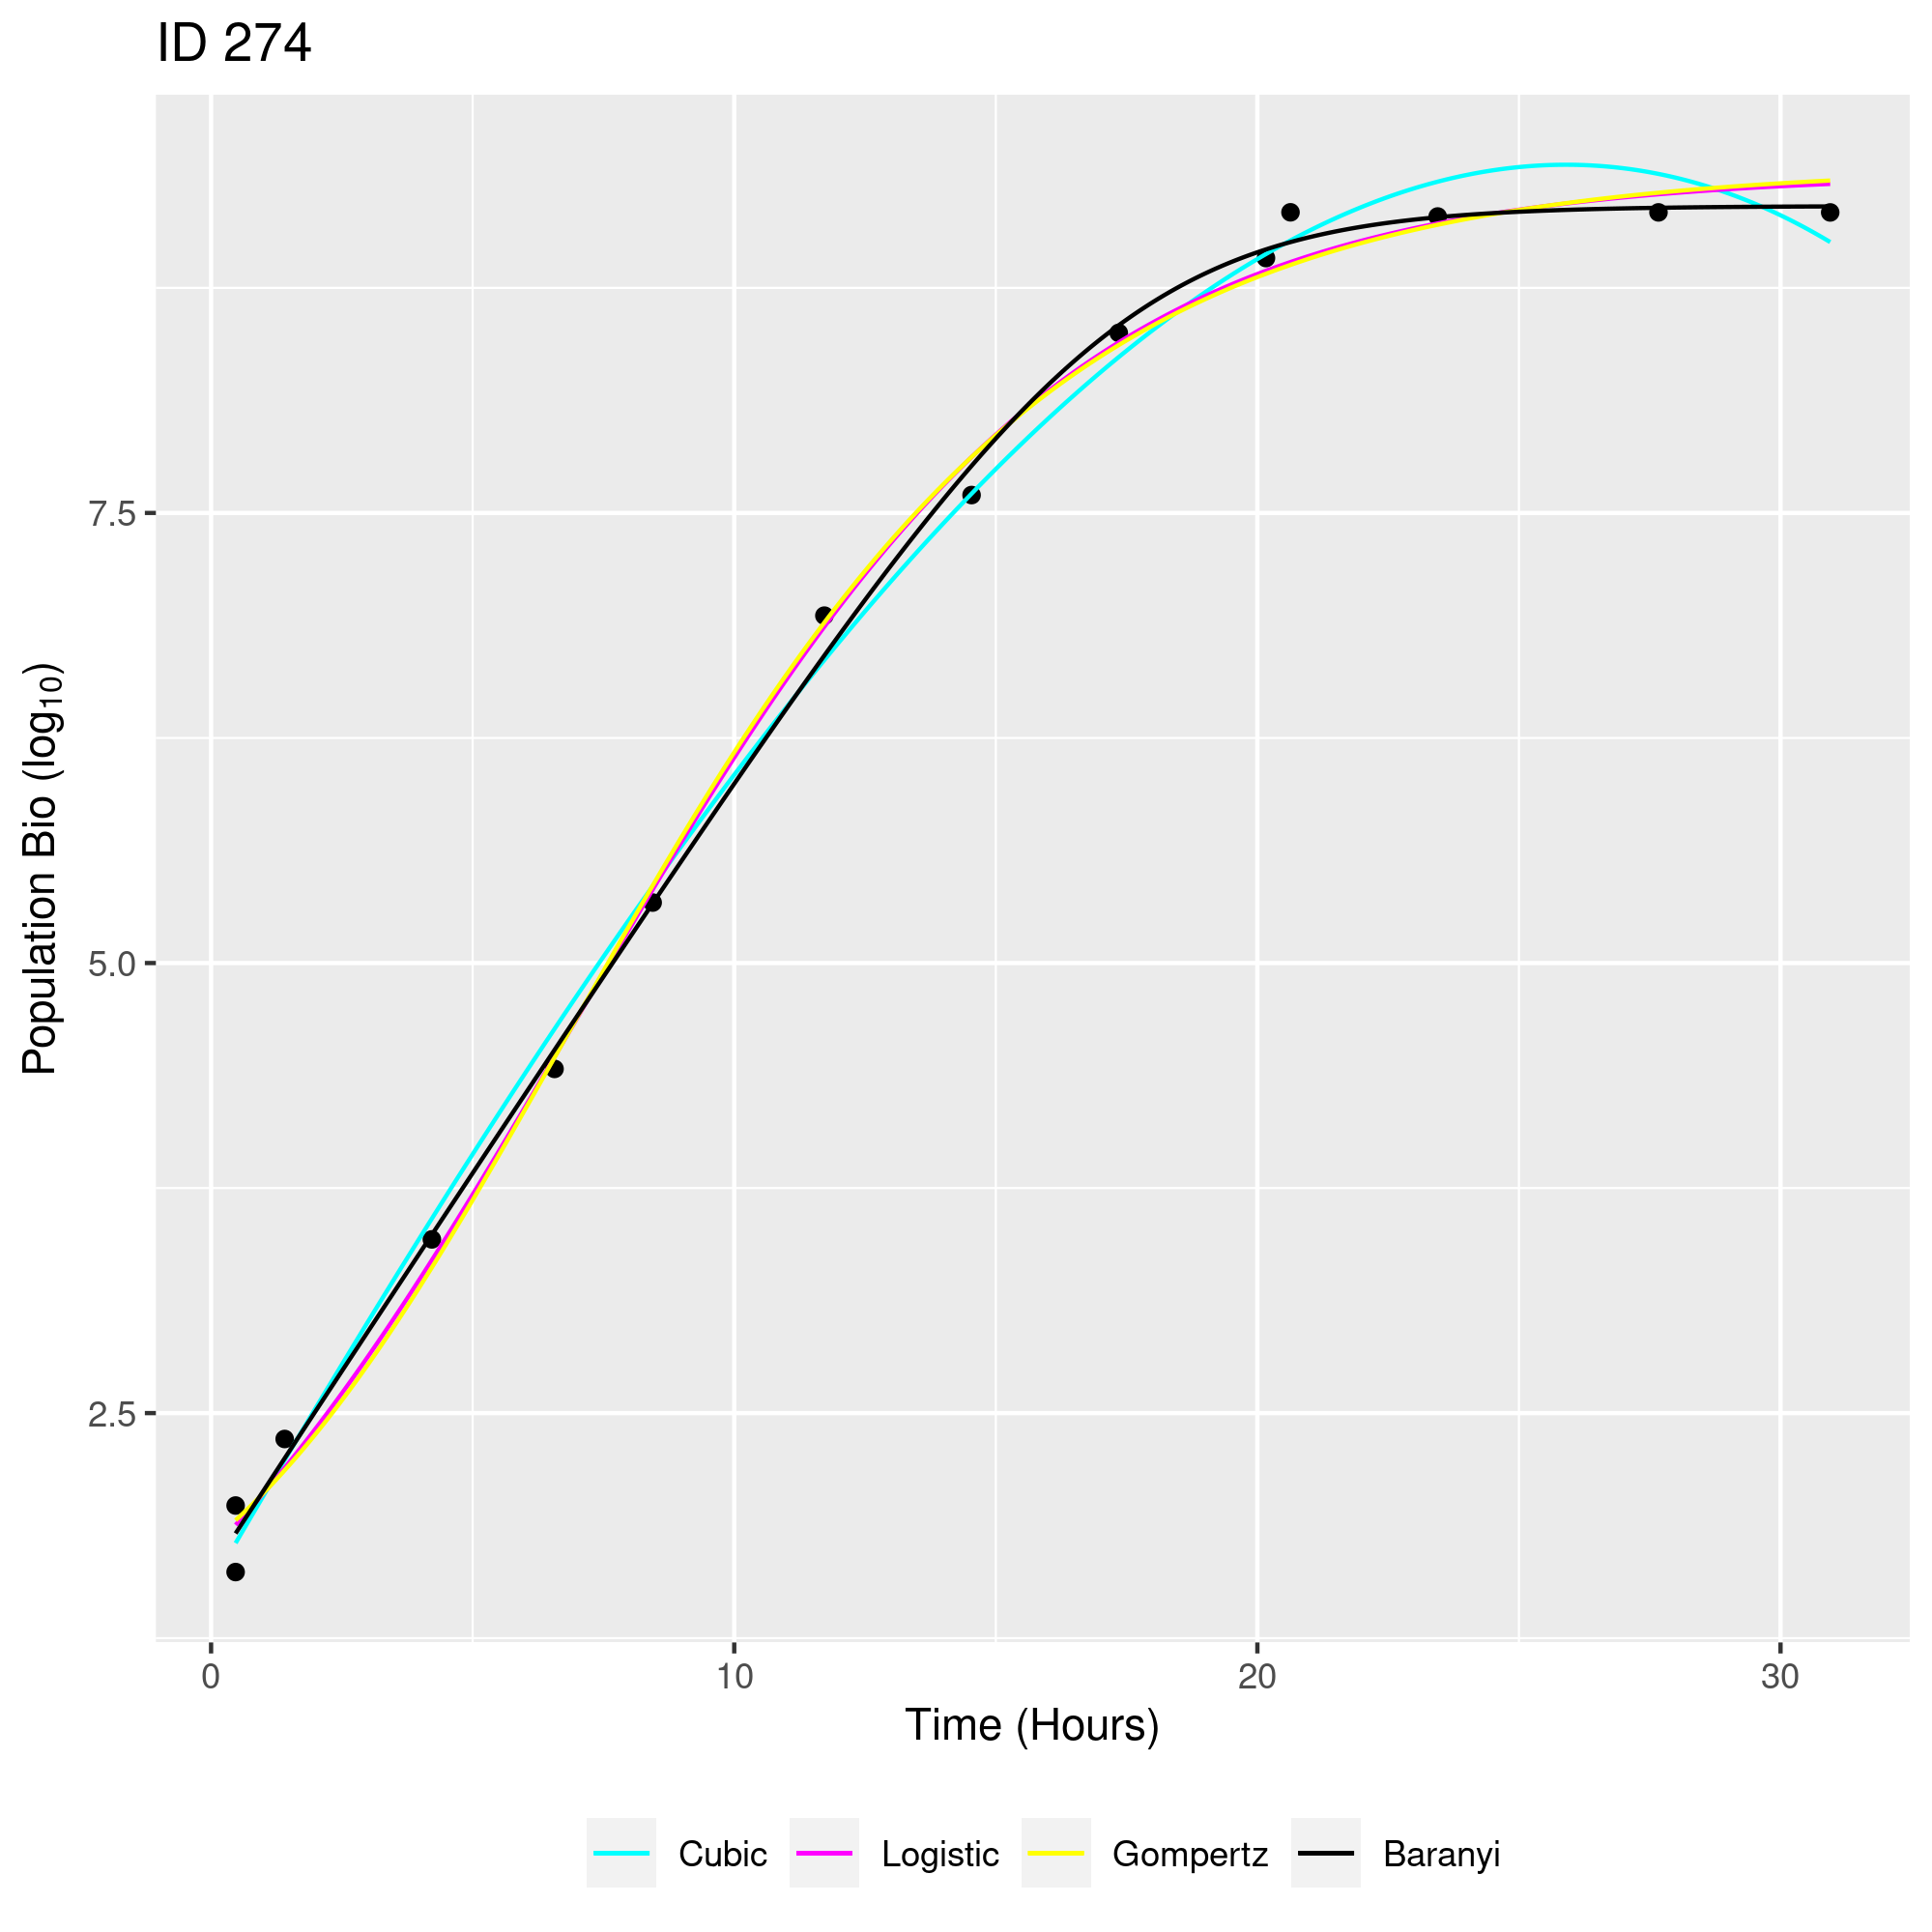 ID 274
Population Bio (log₁₀)
7.5
5.0
2.5
0 10 20 30
Time (Hours)
Cubic Logistic Gompertz Baranyi